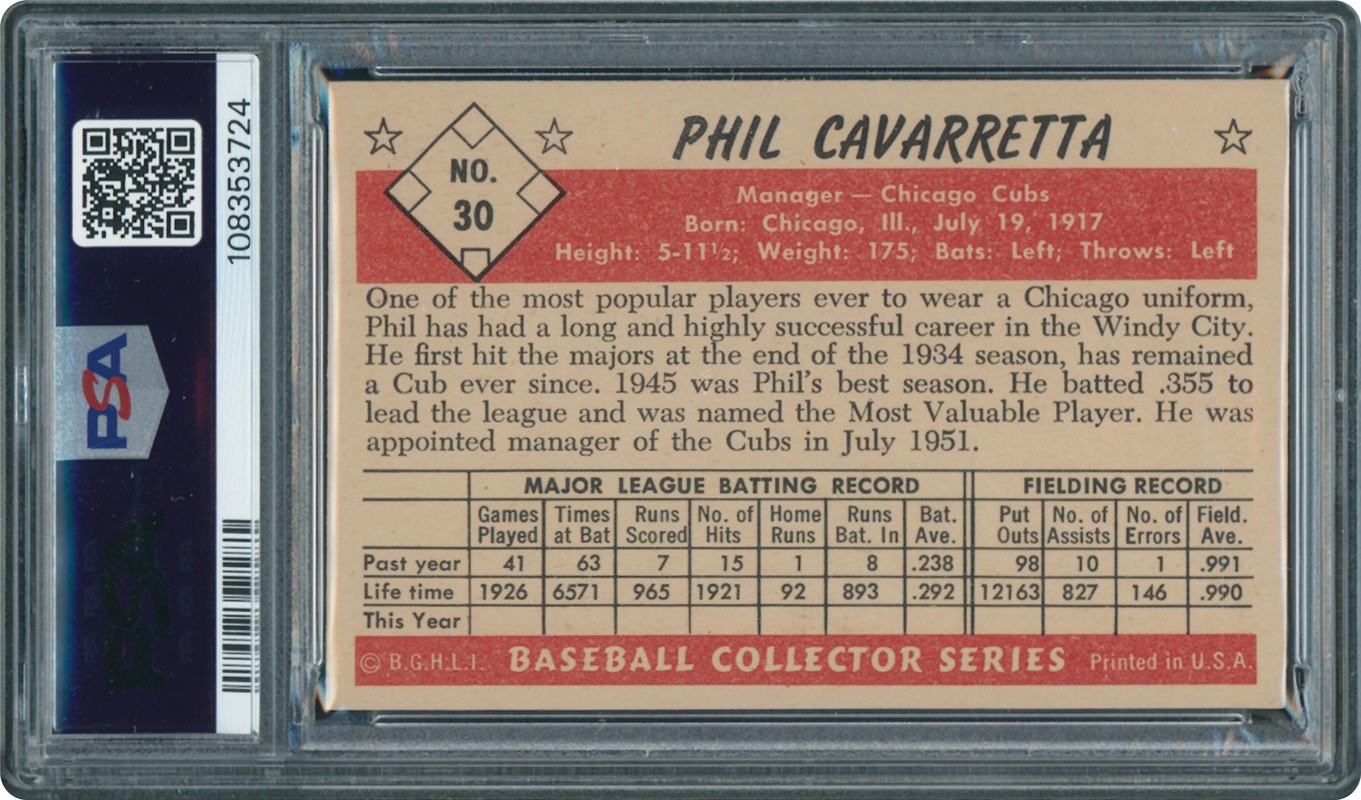 108353724
PSA
NO.
30
PHIL CAVARRETTA
Manager — Chicago Cubs
Born: Chicago, Ill., July 19, 1917
Height: 5-11½; Weight: 175; Bats: Left; Throws: Left
One of the most popular players ever to wear a Chicago uniform,
Phil has had a long and highly successful career in the Windy City.
He first hit the majors at the end of the 1934 season, has remained
a Cub ever since. 1945 was Phil's best season. He batted .355 to
lead the league and was named the Most Valuable Player. He was
appointed manager of the Cubs in July 1951.
MAJOR LEAGUE BATTING RECORD FIELDING RECORD
Games Times Runs No. of Home Runs Bat. Put No. of No. of Field.
Played at Bat Scored Hits Runs Bat. In Ave. Outs Assists Errors Ave.
Past year 41 63 7 15 1 8 .238 98 10 1 .991
Life time 1926 6571 965 1921 92 893 .292 12163 827 146 .990
This Year
© B.G.H.L.I. BASEBALL COLLECTOR SERIES Printed in U.S.A.
PSA